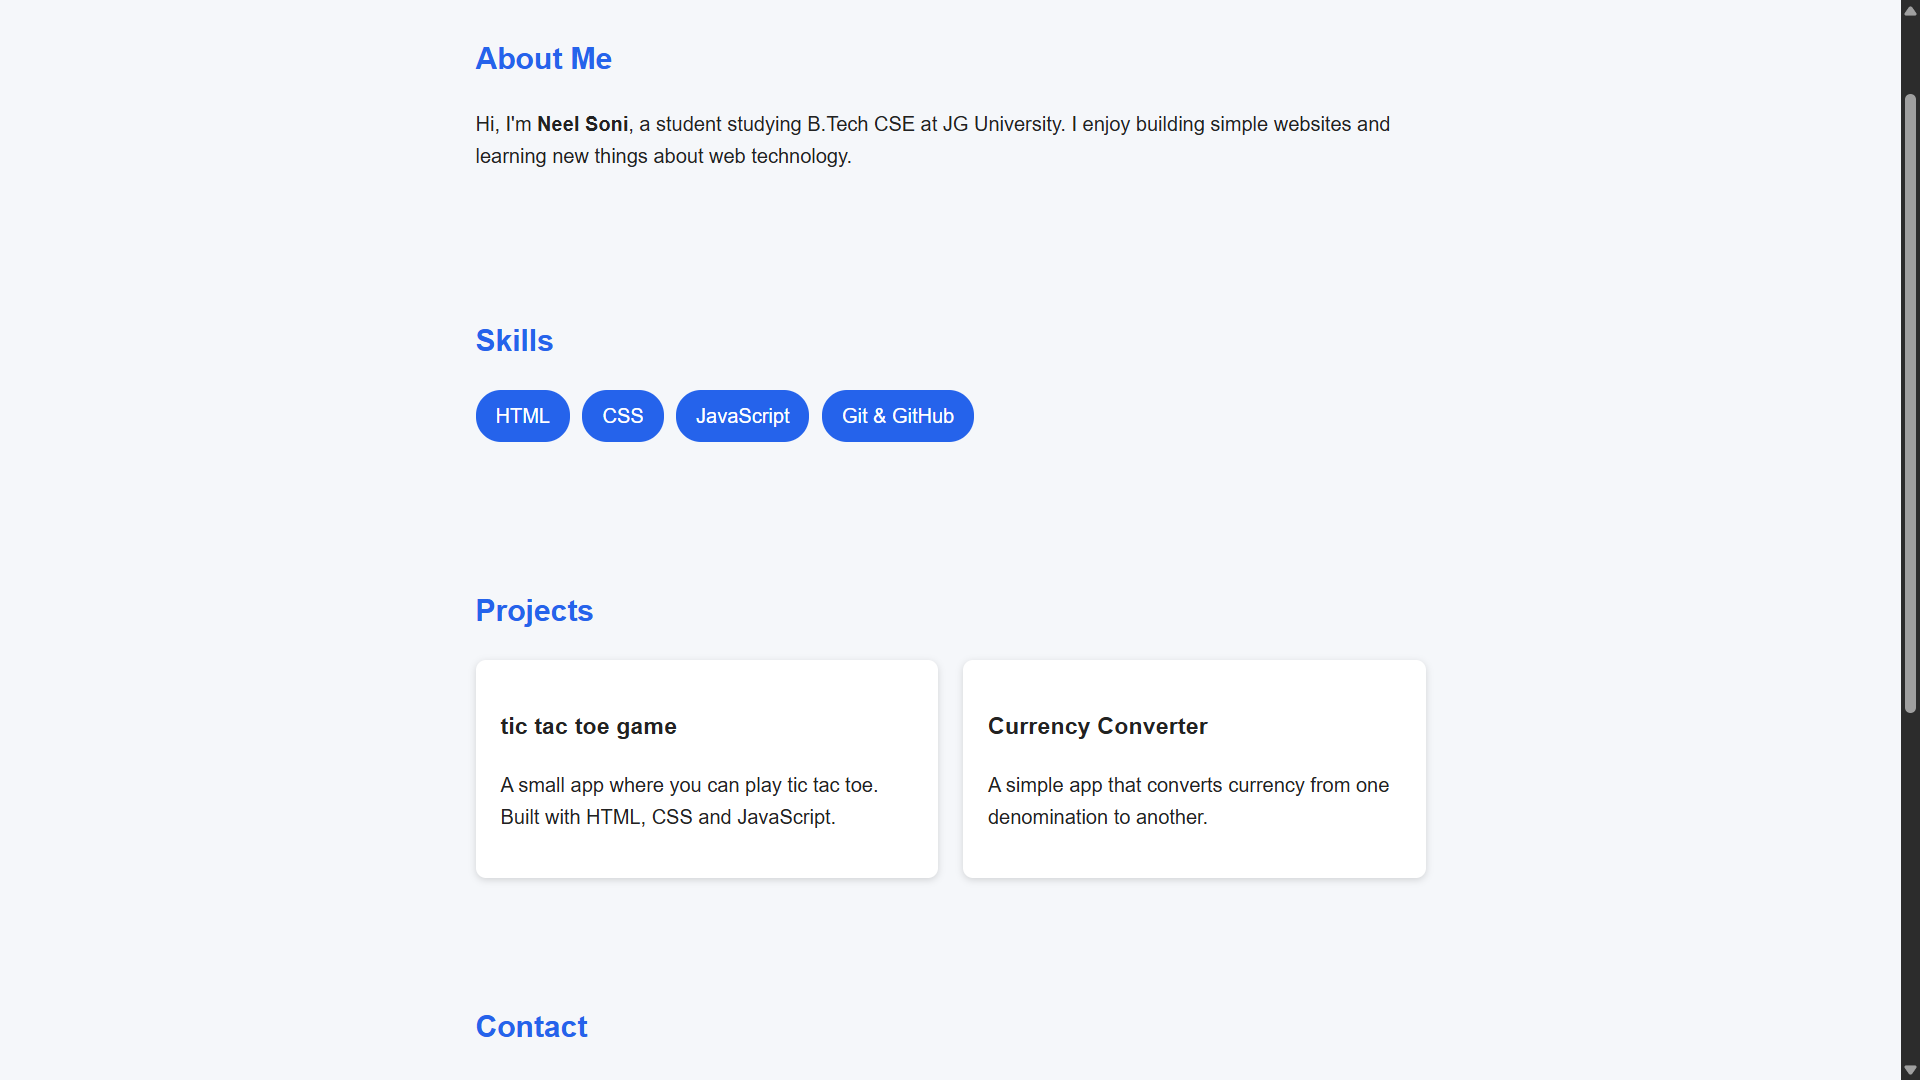 About Me
Hi, I'm Neel Soni, a student studying B.Tech CSE at JG University. I enjoy building simple websites and
learning new things about web technology.
Skills
HTML
CSS
JavaScript
Git & GitHub
Projects
tic tac toe game
A small app where you can play tic tac toe.
Built with HTML, CSS and JavaScript.
Currency Converter
A simple app that converts currency from one
denomination to another.
Contact